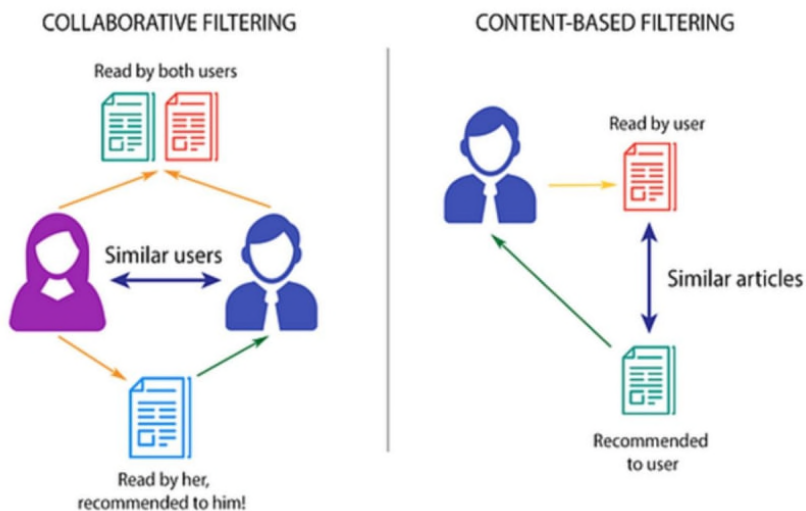 COLLABORATIVE FILTERING
Read by both users
Similar users
Read by her,
recommended to him!
CONTENT-BASED FILTERING
Read by user
Similar articles
Recommended
to user